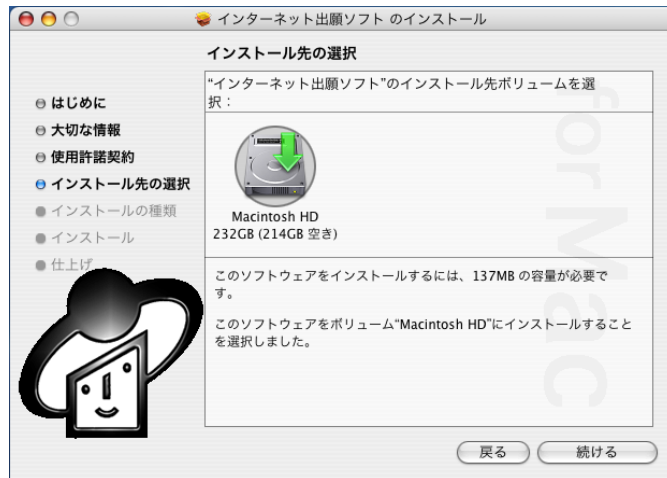 インターネット出願ソフト のインストール
インストール先の選択
はじめに
大切な情報
使用許諾契約
インストール先の選択
インストールの種類
インストール
仕上げ
“インターネット出願ソフト”のインストール先ボリュームを選
択：
Macintosh HD
232GB (214GB 空き)
このソフトウェアをインストールするには、137MB の容量が必要で
す。
このソフトウェアをボリューム“Macintosh HD”にインストールすること
を選択しました。
for Mac
戻る
続ける